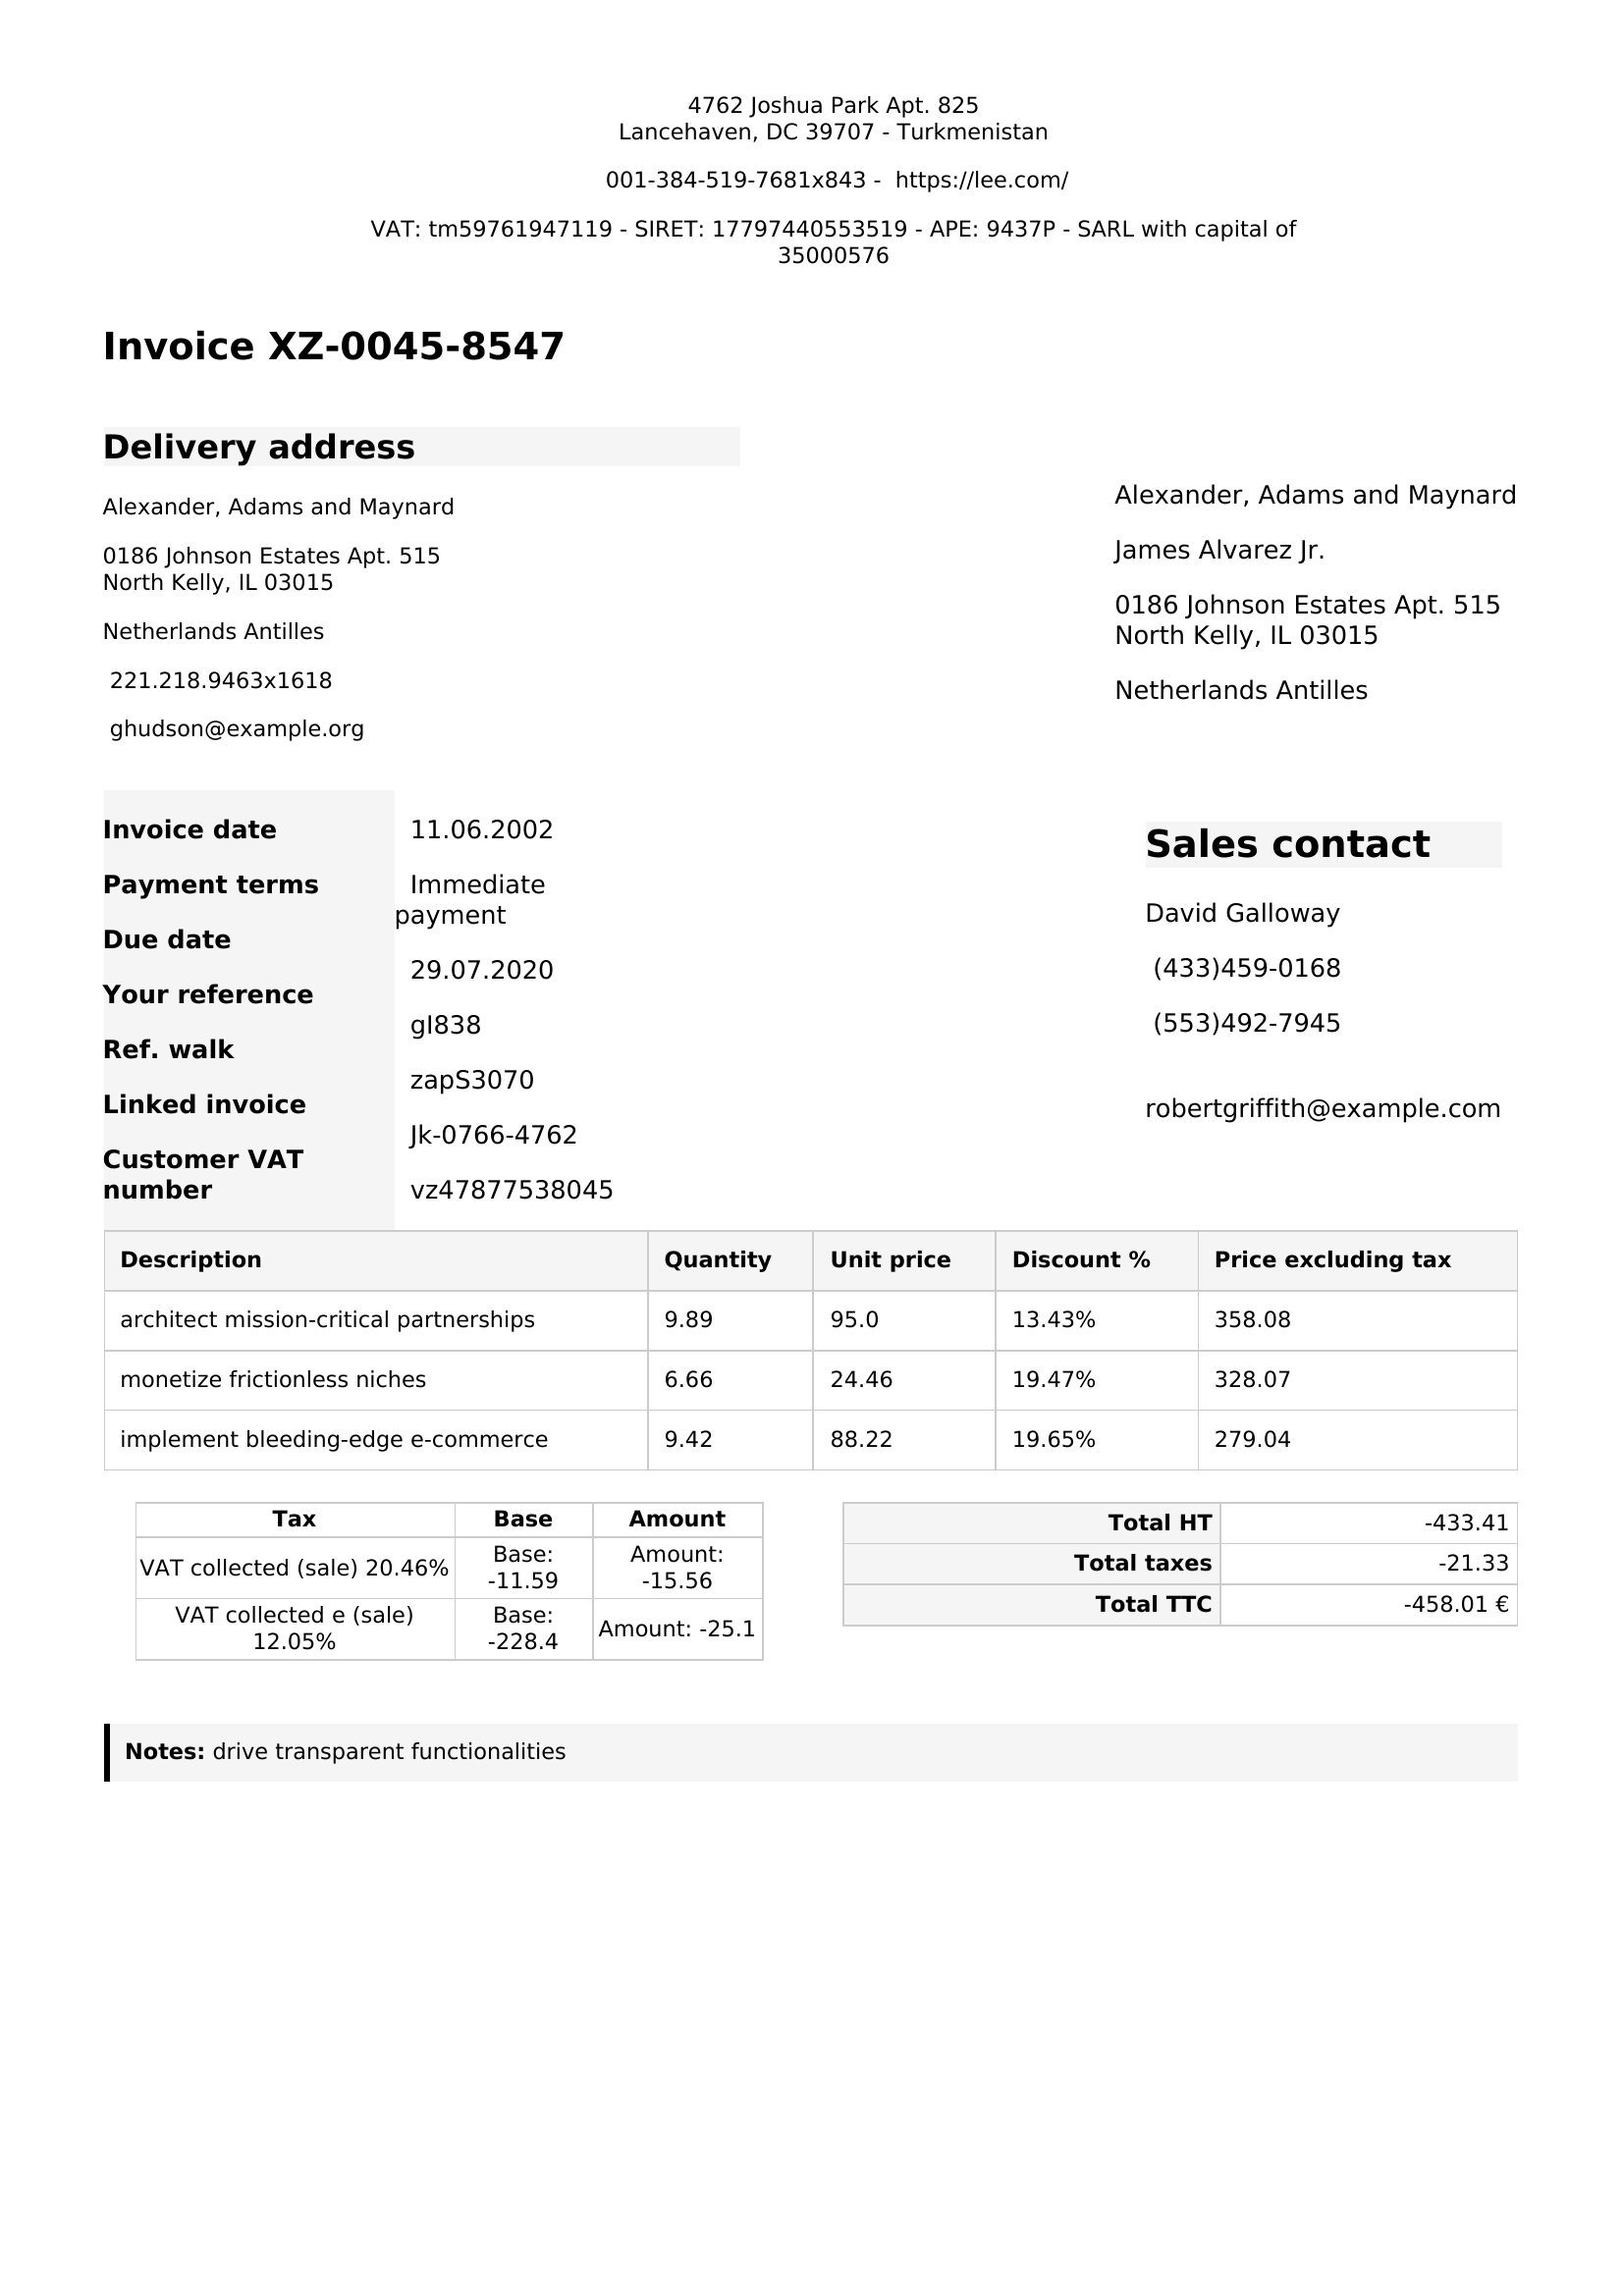 4762 Joshua Park Apt. 825
Lancehaven, DC 39707 - Turkmenistan
001-384-519-7681x843 - https://lee.com/
VAT: tm59761947119 - SIRET: 17797440553519 - APE: 9437P - SARL with capital of
35000576
Invoice XZ-0045-8547
Delivery address
Alexander, Adams and Maynard
0186 Johnson Estates Apt. 515
North Kelly, IL 03015
Netherlands Antilles
221.218.9463x1618
ghudson@example.org
Alexander, Adams and Maynard
James Alvarez Jr.
0186 Johnson Estates Apt. 515
North Kelly, IL 03015
Netherlands Antilles
Invoice date
Payment terms
Due date
Your reference
Ref. walk
Linked invoice
Customer VAT
number
11.06.2002
Immediate
payment
29.07.2020
gI838
zapS3070
Jk-0766-4762
vz47877538045
Sales contact
David Galloway
(433)459-0168
(553)492-7945
robertgriffith@example.com
Description Quantity Unit price Discount % Price excluding tax
architect mission-critical partnerships 9.89 95.0 13.43% 358.08
monetize frictionless niches 6.66 24.46 19.47% 328.07
implement bleeding-edge e-commerce 9.42 88.22 19.65% 279.04
Tax Base Amount
VAT collected (sale) 20.46% Base: -11.59 Amount: -15.56
VAT collected e (sale) 12.05% Base: -228.4 Amount: -25.1
Total HT -433.41
Total taxes -21.33
Total TTC -458.01 €
Notes: drive transparent functionalities